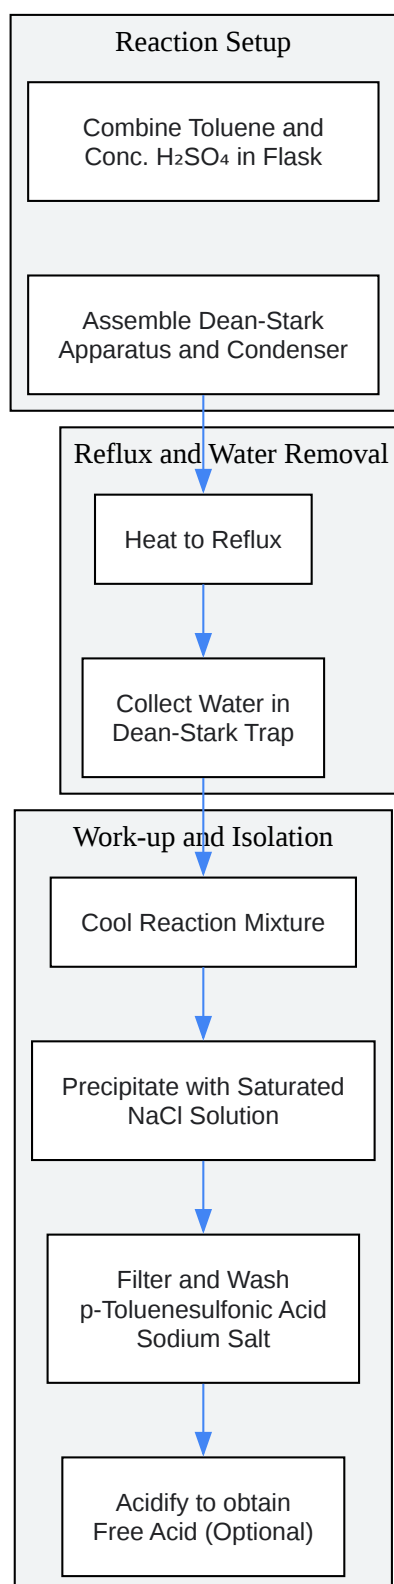 Reaction Setup
Combine Toluene and
Conc. H₂SO₄ in Flask
Assemble Dean-Stark
Apparatus and Condenser
Reflux and Water Removal
Heat to Reflux
Collect Water in
Dean-Stark Trap
Work-up and Isolation
Cool Reaction Mixture
Precipitate with Saturated
NaCl Solution
Filter and Wash
p-Toluenesulfonic Acid
Sodium Salt
Acidify to obtain
Free Acid (Optional)